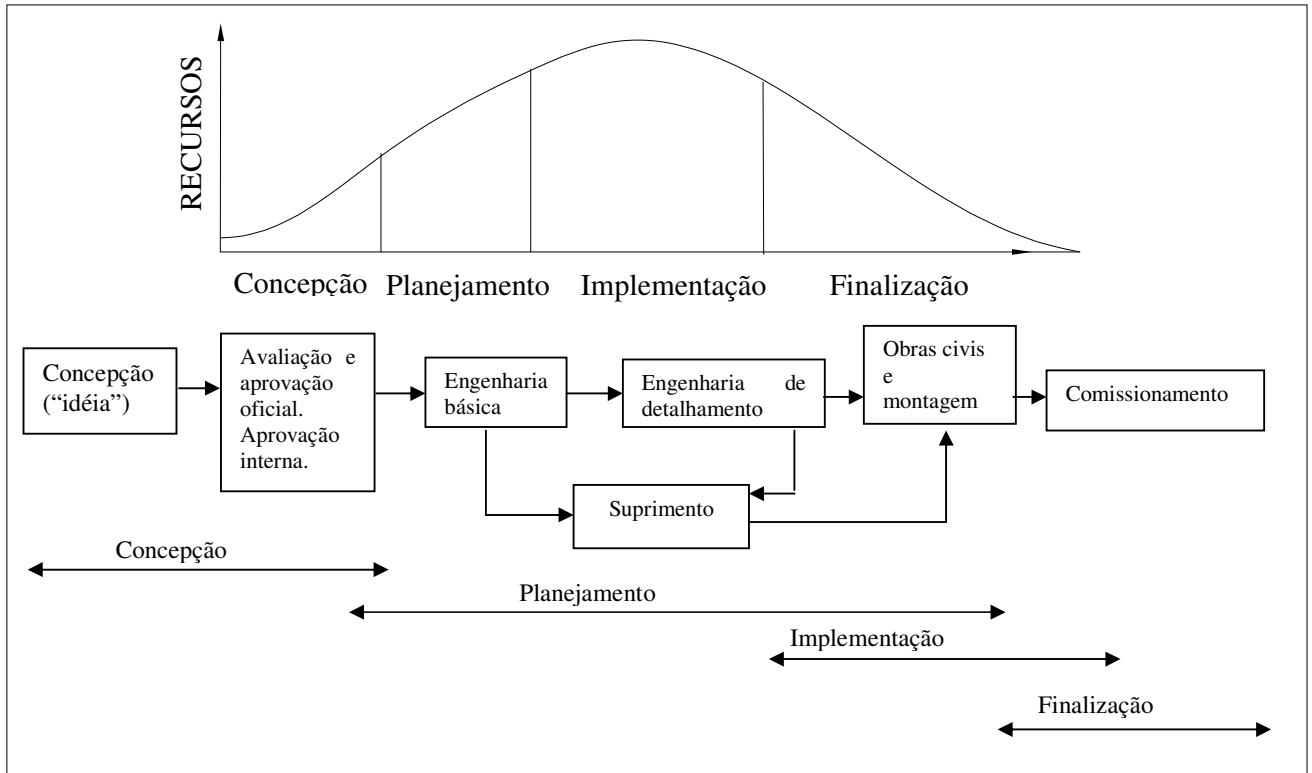 RECURSOS
Concepção
Planejamento
Implementação
Finalização
Concepção
(“idéia”)
Avaliação e
aprovação
oficial.
Aprovação
interna.
Engenharia
básica
Engenharia de
detalhamento
Obras civis
e
montagem
Comissionamento
Suprimento
Concepção
Planejamento
Implementação
Finalização